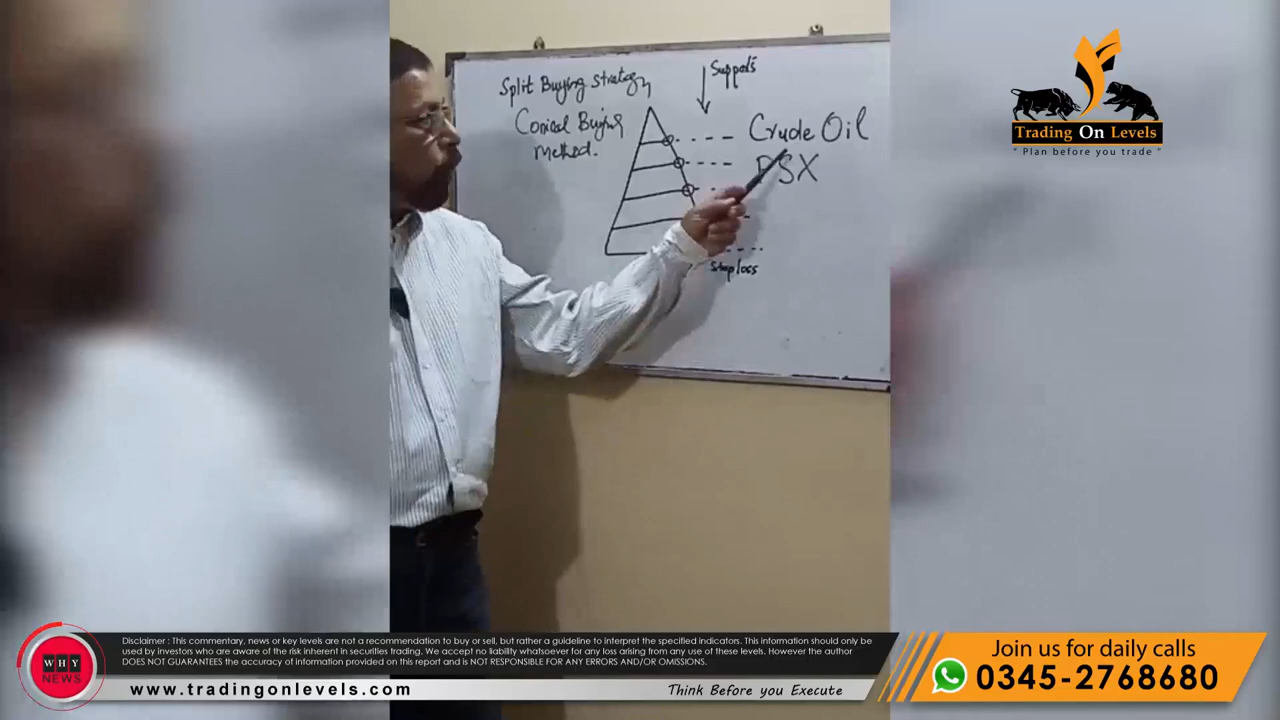 Split Buying Strategy
Supports
Conical Buying
Method.
Crude Oil
PSX
Stop loss
Trading On Levels
" Plan before you trade "
WHY
NEWS
Disclaimer : This commentary, news or key levels are not a recommendation to buy or sell, but rather a guideline to interpret the specified indicators. This information should only be
used by investors who are aware of the risk inherent in securities trading. We accept no liability whatsoever for any loss arising from any use of these levels. However the author
DOES NOT GUARANTEES the accuracy of information provided on this report and is NOT RESPONSIBLE FOR ANY ERRORS AND/OR OMISSIONS.
www.tradingonlevels.com
Think Before you Execute
Join us for daily calls
0345-2768680